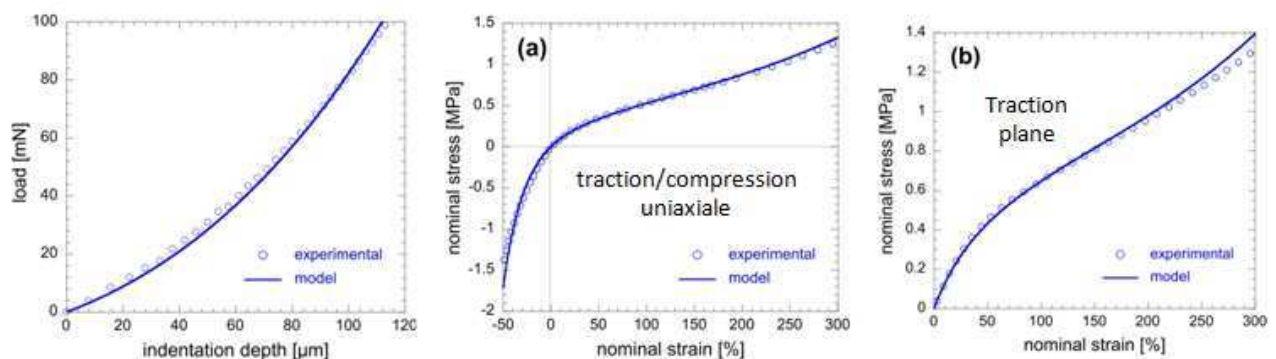 100
80
60
40
20
0
load [mN]
experimental
model
0 20 40 60 80 100 120
indentation depth [µm]
1.5
1
0.5
0
-0.5
-1
-1.5
-2
nominal stress [MPa]
(a)
traction/compression
uniaxiale
experimental
model
-50 0 50 100 150 200 250 300
nominal strain [%]
1.4
1.2
1
0.8
0.6
0.4
0.2
0
nominal stress [MPa]
(b)
Traction
plane
experimental
model
0 50 100 150 200 250 300
nominal strain [%]